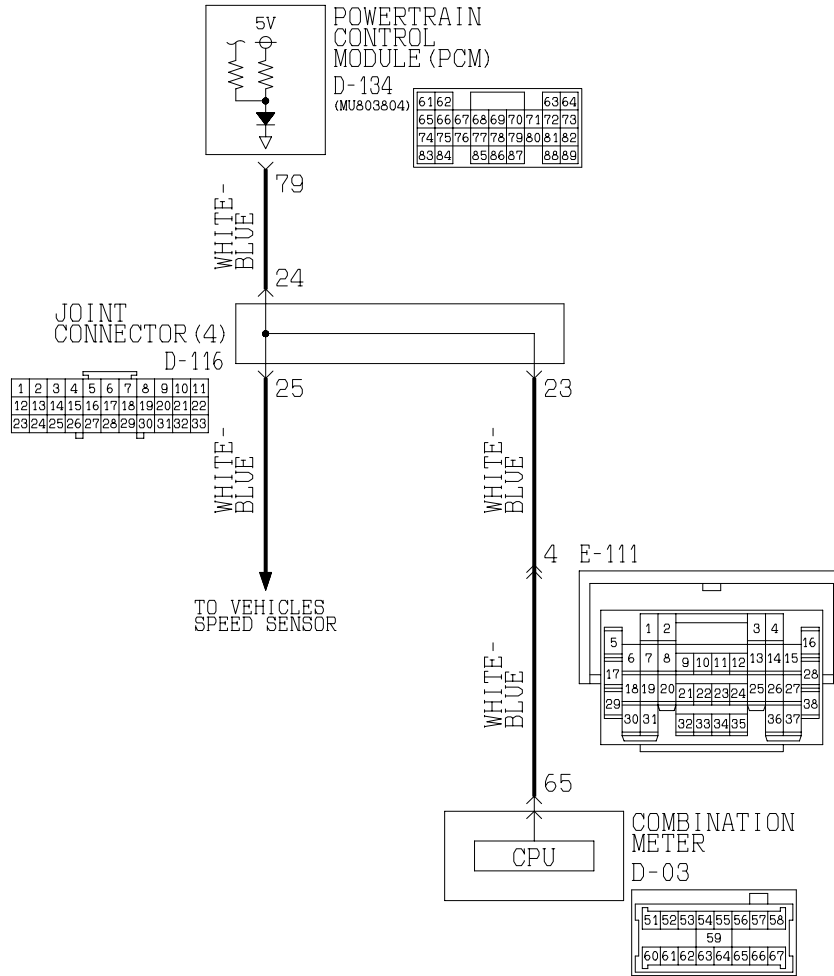 5V
POWERTRAIN
CONTROL
MODULE (PCM)
D-134
(MU803804)
61 62 63 64
65 66 67 68 69 70 71 72 73
74 75 76 77 78 79 80 81 82
83 84 85 86 87 88 89
79
WHITE-
BLUE
24
JOINT
CONNECTOR (4)
D-116
1 2 3 4 5 6 7 8 9 10 11
12 13 14 15 16 17 18 19 20 21 22
23 24 25 26 27 28 29 30 31 32 33
25
23
WHITE-
BLUE
WHITE-
BLUE
4
E-111
TO VEHICLES
SPEED SENSOR
1 2 3 4
5 16
6 7 8 9 10 11 12 13 14 15
17 28
18 19 20 21 22 23 24 25 26 27
29 38
30 31 32 33 34 35 36 37
WHITE-
BLUE
65
COMBINATION
METER
CPU
D-03
51 52 53 54 55 56 57 58
59
60 61 62 63 64 65 66 67